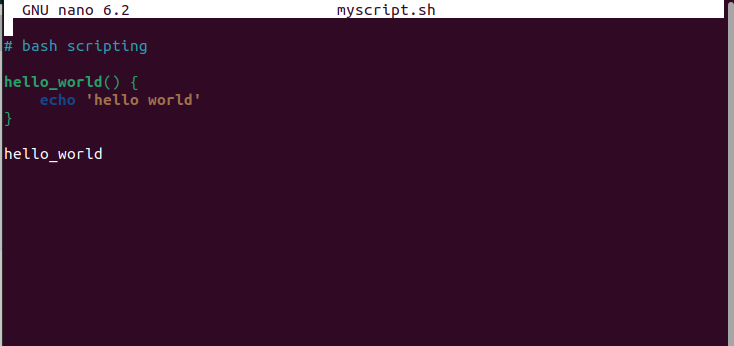 GNU nano 6.2 myscript.sh
# bash scripting
hello_world() {
    echo 'hello world'
}
hello_world